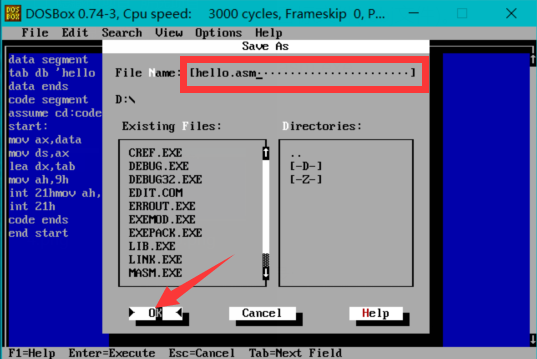 DOSBox 0.74-3, Cpu speed: 3000 cycles, Frameskip 0, P...
File Edit Search View Options Help
Save As
data segment
tab db 'hello
data ends
code segment
assume cd:code
start:
mov ax,data
mov ds,ax
lea dx,tab
mov ah,9h
int 21hmov ah,
int 21h
code ends
end start
File Name: [hello.asm·······················]
D:\
Existing Files:
CREF.EXE
DEBUG.EXE
DEBUG32.EXE
EDIT.COM
ERROUT.EXE
EXEMOD.EXE
EXEPACK.EXE
LIB.EXE
LINK.EXE
MASM.EXE
Directories:
..
[-D-]
[-Z-]
OK
Cancel
Help
F1=Help Enter=Execute Esc=Cancel Tab=Next Field